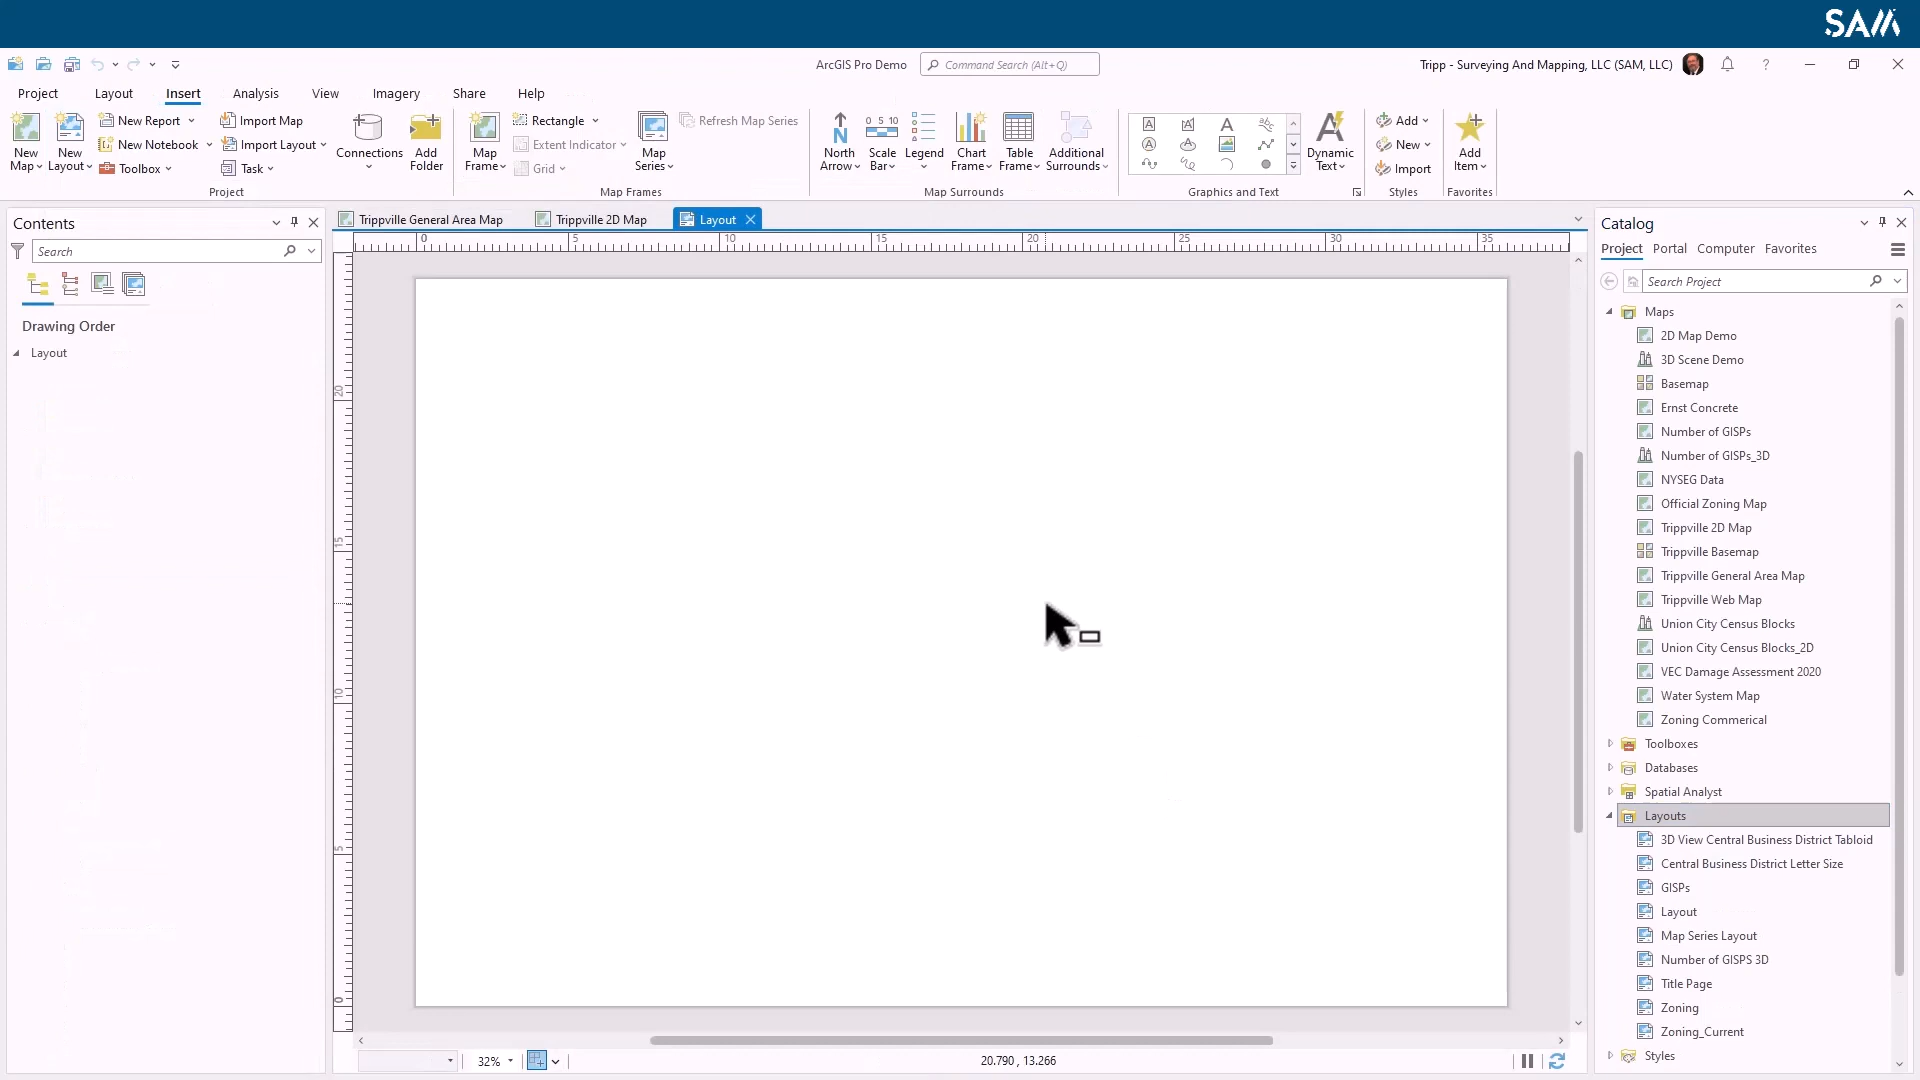 SAM
ArcGIS Pro Demo
Command Search (Alt+Q)
Tripp - Surveying And Mapping, LLC (SAM, LLC)
?
Project
Layout
Insert
Analysis
View
Imagery
Share
Help
New Map
New Layout
New Report
New Notebook
Toolbox
Import Map
Import Layout
Task
Connections
Add Folder
Project
Map Frame
Rectangle
Extent Indicator
Grid
Map Series
Refresh Map Series
Map Frames
North Arrow
0 5 10
Scale Bar
Legend
Chart Frame
Table Frame
Additional Surrounds
Map Surrounds
A
A
A
A
A
Dynamic Text
Graphics and Text
Add
New
Import
Styles
Add Item
Favorites
Contents
Search
Drawing Order
Layout
Trippville General Area Map
Trippville 2D Map
Layout
0 5 10 15 20 25 30 35
20
15
10
5
0
32%
20.790 , 13.266
Catalog
Project
Portal
Computer
Favorites
Search Project
Maps
2D Map Demo
3D Scene Demo
Basemap
Ernst Concrete
Number of GISPs
Number of GISPs_3D
NYSEG Data
Official Zoning Map
Trippville 2D Map
Trippville Basemap
Trippville General Area Map
Trippville Web Map
Union City Census Blocks
Union City Census Blocks_2D
VEC Damage Assessment 2020
Water System Map
Zoning Commerical
Toolboxes
Databases
Spatial Analyst
Layouts
3D View Central Business District Tabloid
Central Business District Letter Size
GISPs
Layout
Map Series Layout
Number of GISPS 3D
Title Page
Zoning
Zoning_Current
Styles